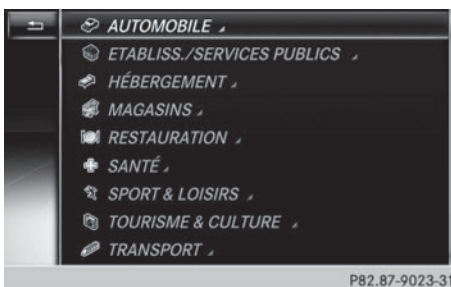 AUTOMOBILE
ETABLISS./SERVICES PUBLICS
HÉBERGEMENT
MAGASINS
RESTAURATION
SANTÉ
SPORT & LOISIRS
TOURISME & CULTURE
TRANSPORT
P82.87-9023-31